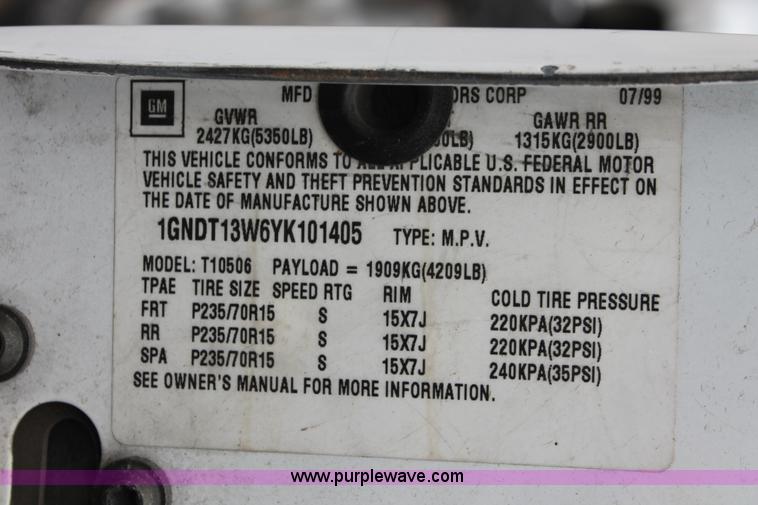 GM
MFD ORS CORP 07/99
GVWR GAWR RR
2427KG(5350LB) 0LB) 1315KG(2900LB)
THIS VEHICLE CONFORMS TO ALL APPLICABLE U.S. FEDERAL MOTOR
VEHICLE SAFETY AND THEFT PREVENTION STANDARDS IN EFFECT ON
THE DATE OF MANUFACTURE SHOWN ABOVE.
1GNDT13W6YK101405 TYPE: M.P.V.
MODEL: T10506 PAYLOAD = 1909KG(4209LB)
TPAE TIRE SIZE SPEED RTG RIM COLD TIRE PRESSURE
FRT P235/70R15 S 15X7J 220KPA(32PSI)
RR P235/70R15 S 15X7J 220KPA(32PSI)
SPA P235/70R15 S 15X7J 240KPA(35PSI)
SEE OWNER'S MANUAL FOR MORE INFORMATION.
www.purplewave.com